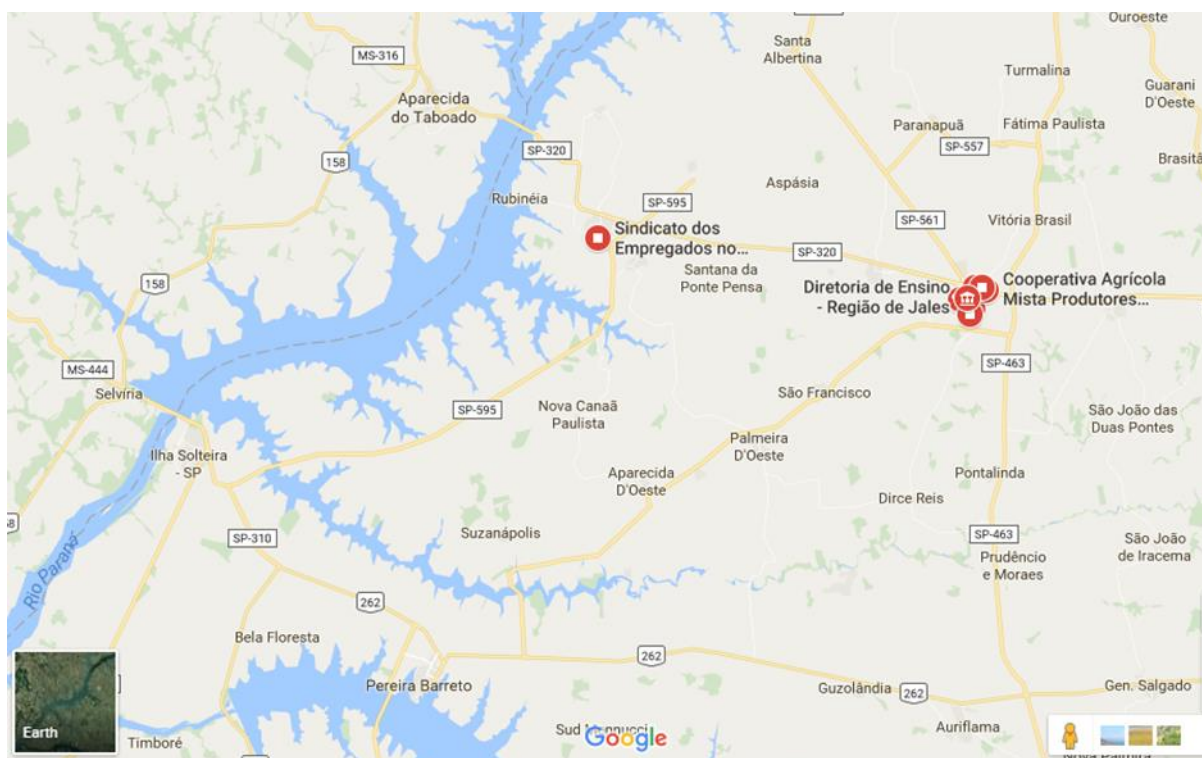 Ouroeste
MS-316
Santa
Albertina
Turmalina
Guarani
D'Oeste
Aparecida
do Taboado
Paranapuã
Fátima Paulista
SP-320
SP-557
158
Brasitâ
Aspásia
Rubinéia
SP-595
SP-561
Vitória Brasil
Sindicato dos
Empregados no...
SP-320
Santana da
Ponte Pensa
158
Diretoria de Ensino
- Região de Jales
Cooperativa Agrícola
Mista Produtores...
MS-444
SP-463
Selvíria
São Francisco
SP-595
Nova Canaã
Paulista
São João das
Duas Pontes
Palmeira
D'Oeste
Ilha Solteira
- SP
Aparecida
D'Oeste
Pontalinda
Dirce Reis
Suzanápolis
SP-310
SP-463
São João
de Iracema
Prudêncio
e Moraes
Rio Paraná
262
Bela Floresta
262
Pereira Barreto
Guzolândia
262
Gen. Salgado
Earth
Timboré
Sud
Google
Auriflama